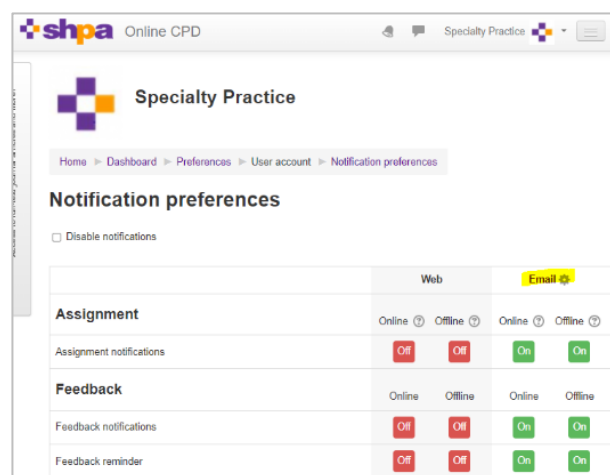 shpa Online CPD
Specialty Practice
Specialty Practice
Home Dashboard Preferences User account Notification preferences
Notification preferences
Disable notifications
Web Email
Assignment Online Offline Online Offline
Assignment notifications Off Off On On
Feedback Online Offline Online Offline
Feedback notifications Off Off On On
Feedback reminder Off Off On On